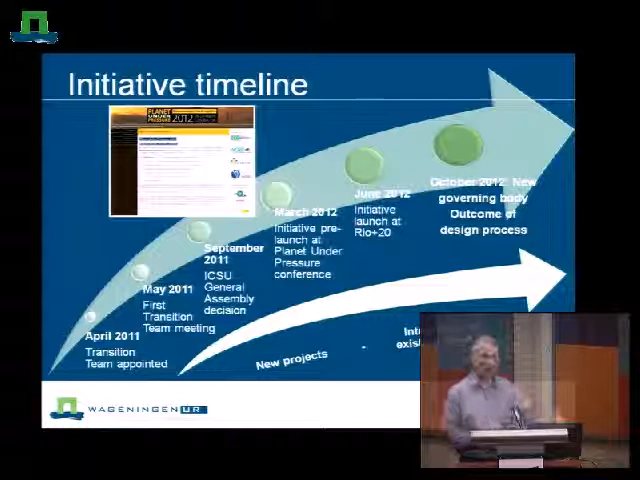 Initiative timeline
PLANET
UNDER
PRESSURE
2012
October 2012: New
governing body
Outcome of
design process
June 2012
Initiative
launch at
Rio+20
March 2012
Initiative pre-
launch at
Planet Under
Pressure
conference
September
2011
ICSU
General
Assembly
decision
May 2011
First
Transition
Team meeting
April 2011
Transition
Team appointed
New projects
WAGENINGEN UR